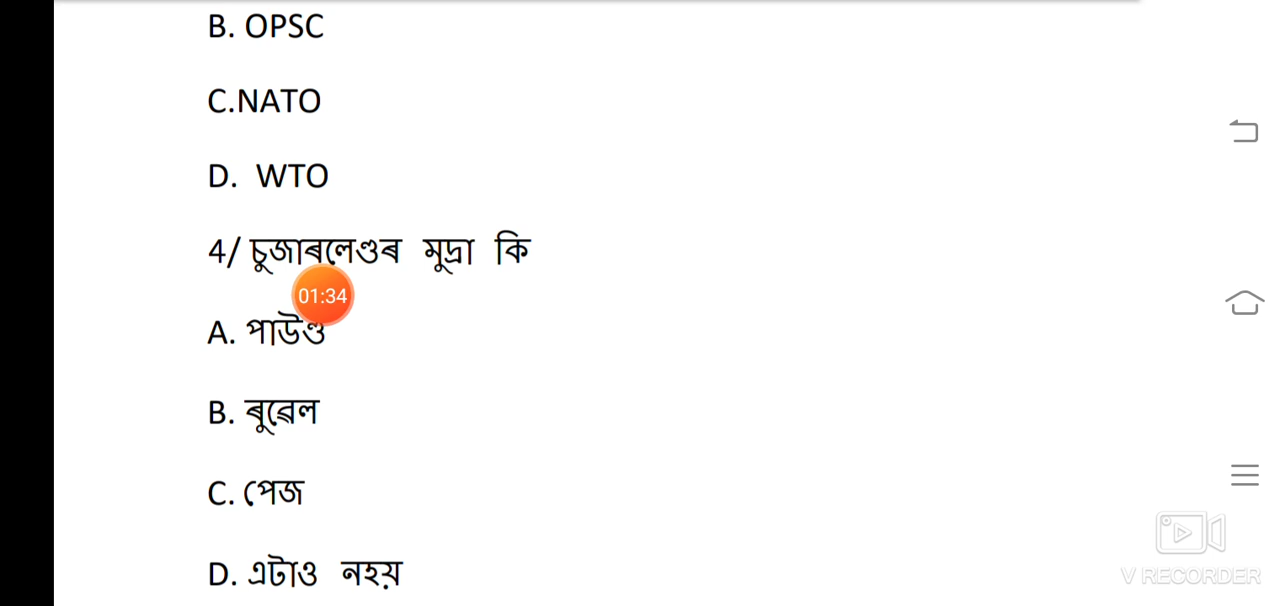 B. OPSC
C.NATO
D. WTO
4/ চুজাৰলেণ্ডৰ মুদ্ৰা কি
01:34
A. পাউণ্ড
B. ৰুৱেল
C. পেজ
D. এটাও নহয়
V RECORDER